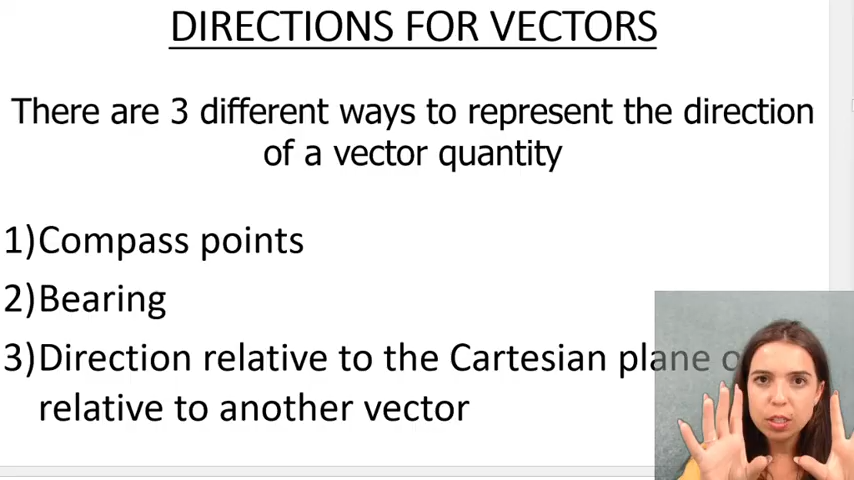 DIRECTIONS FOR VECTORS
There are 3 different ways to represent the direction
of a vector quantity
1)Compass points
2)Bearing
3)Direction relative to the Cartesian plane
relative to another vector